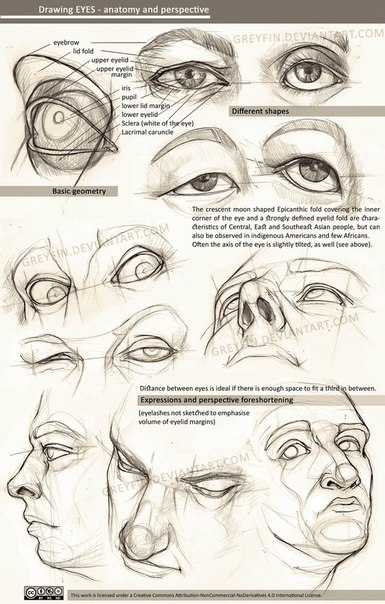 Drawing EYES - anatomy and perspective
GREYFIN.DEVIANTART.COM
eyebrow
lid fold
upper eyelid
upper eyelid
margin
iris
pupil
lower lid margin
lower eyelid
Sclera (white of the eye)
Lacrimal caruncle
Different shapes
Basic geometry
The crescent moon shaped Epicanthic fold covering the inner
corner of the eye and a strongly defined eyelid fold are chara-
cteristics of Central, East and Southeast Asian people, but can
also be observed in indigenous Americans and few Africans.
Often the axis of the eye is slightly tilted, as well (see above).
GREYFIN.DEVIANTART.COM
GREYFIN.DEVIANTART.COM
Distance between eyes is ideal if there is enough space to fit a third in between.
Expressions and perspective foreshortening
(eyelashes not sketched to emphasise
volume of eyelid margins)
GREYFIN.DEVIANTART.COM
cc
BY NC ND
This work is licensed under a Creative Commons Attribution-NonCommercial-NoDerivatives 4.0 International License.